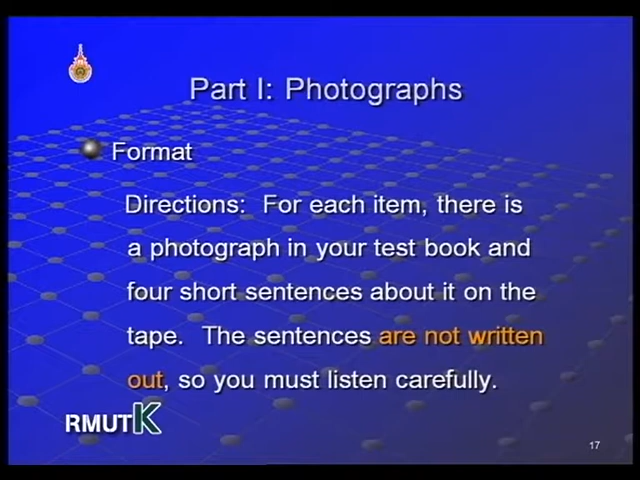 Part I: Photographs
Format
Directions: For each item, there is
a photograph in your test book and
four short sentences about it on the
tape. The sentences are not written
out, so you must listen carefully.
RMUTK
17